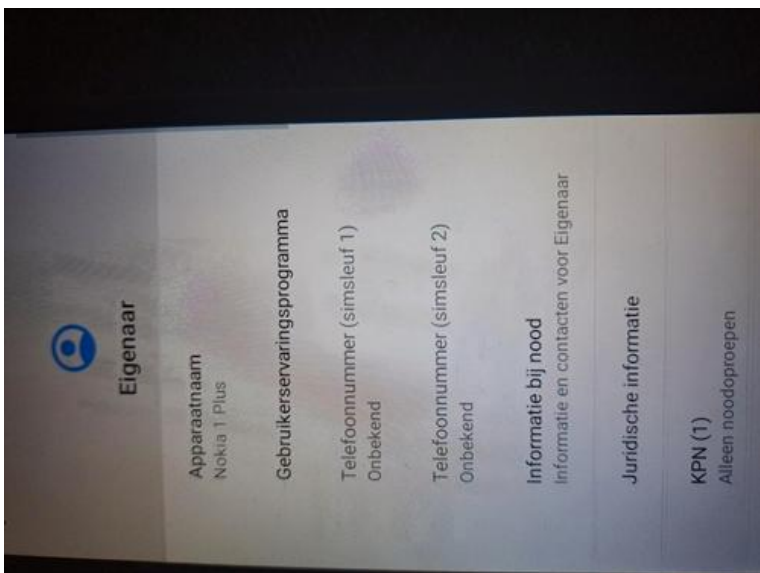 Eigenaar
Apparaatnaam
Nokia 1 Plus
Gebruikerservaringsprogramma
Telefoonnummer (simsleuf 1)
Onbekend
Telefoonnummer (simsleuf 2)
Onbekend
Informatie bij nood
Informatie en contacten voor Eigenaar
Juridische informatie
KPN (1)
Alleen noodoproepen